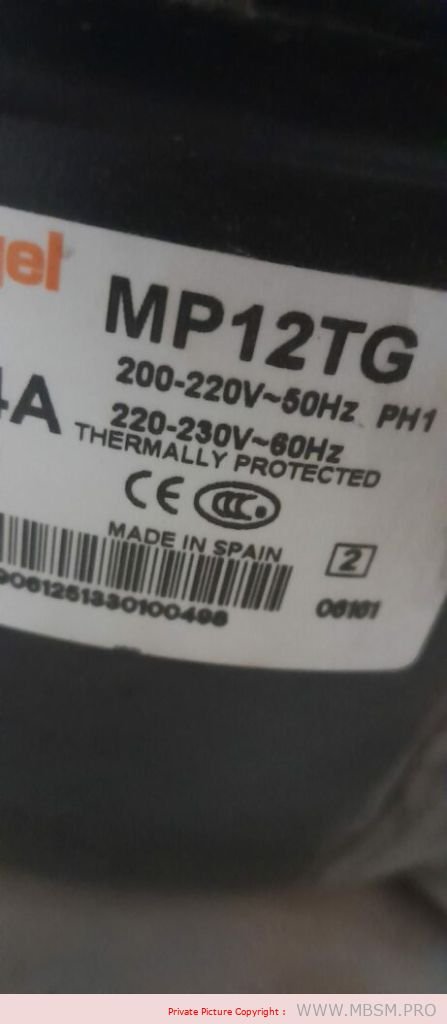 gel
MP12TG
4A
200-220V~50Hz PH1
220-230V~60Hz
THERMALLY PROTECTED
CE CCC
MADE IN SPAIN
2
06101
Private Picture Copyright : WWW.MBSM.PRO